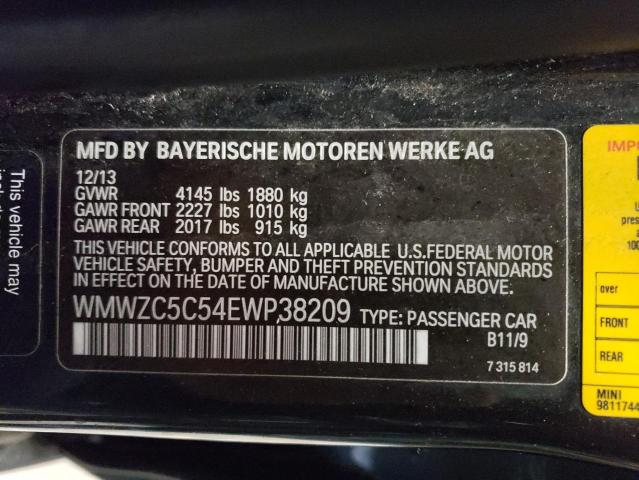 This vehicle may
MFD BY BAYERISCHE MOTOREN WERKE AG
12/13
GVWR 4145 lbs 1880 kg
GAWR FRONT 2227 lbs 1010 kg
GAWR REAR 2017 lbs 915 kg
THIS VEHICLE CONFORMS TO ALL APPLICABLE U.S.FEDERAL MOTOR
VEHICLE SAFETY, BUMPER AND THEFT PREVENTION STANDARDS
IN EFFECT ON THE DATE OF MANUFACTURE SHOWN ABOVE.
WMWZC5C54EWP38209 TYPE: PASSENGER CAR
B11/9
7 315 814
over
FRONT
REAR
MINI